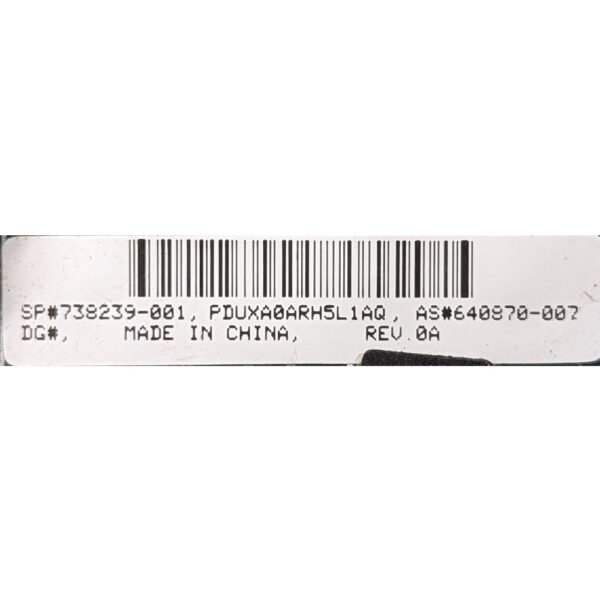 SP#738239-001, PDUXA0ARH5L1AQ, AS#640870-007
DG#, MADE IN CHINA, REV.0A